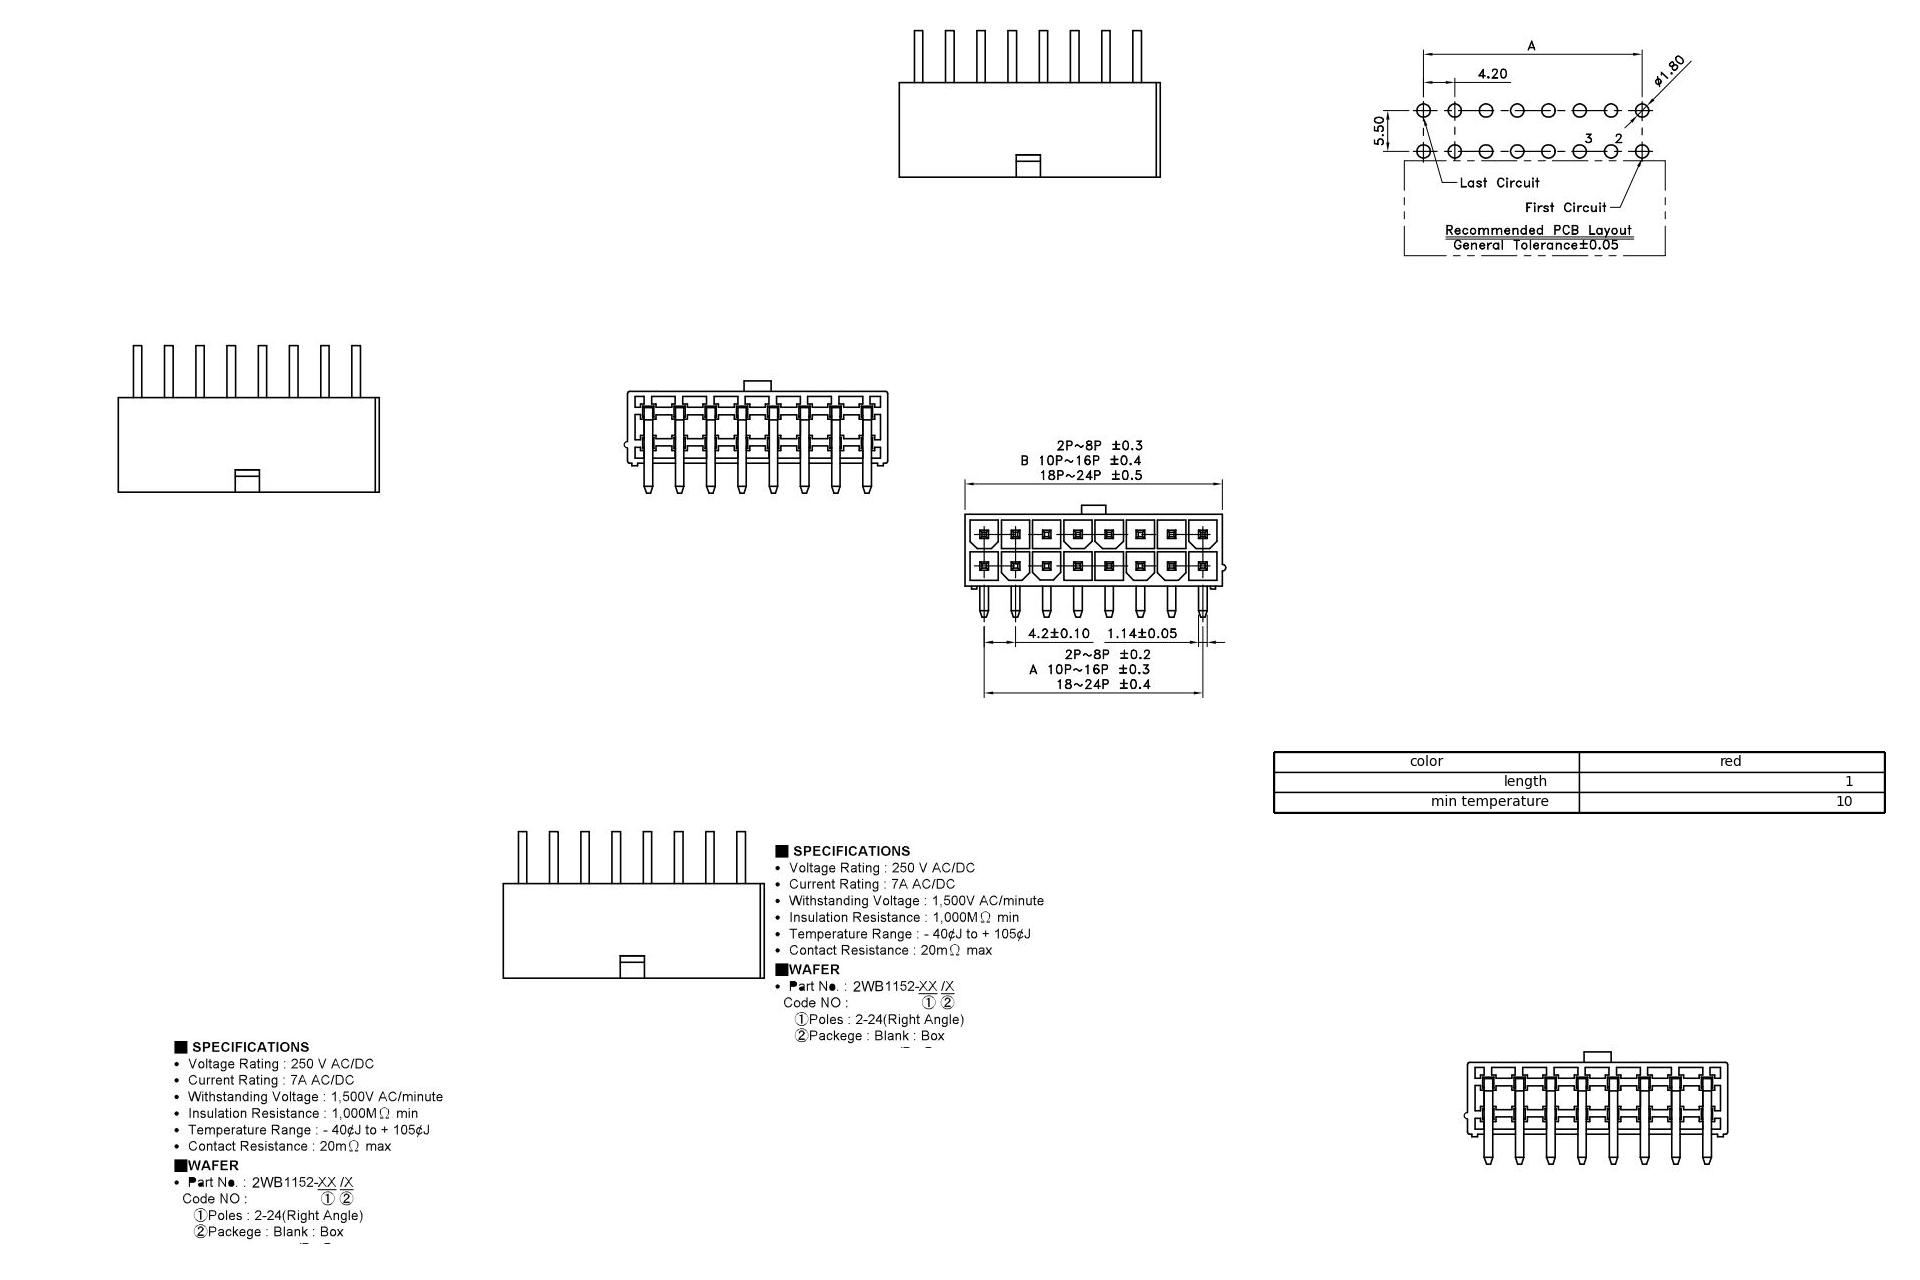 A
4.20
ø1.80
5.50
3 2
Last Circuit
First Circuit
Recommended PCB Layout
General Tolerance±0.05
2P~8P ±0.3
B 10P~16P ±0.4
18P~24P ±0.5
4.2±0.10 1.14±0.05
2P~8P ±0.2
A 10P~16P ±0.3
18~24P ±0.4
color red
length 1
min temperature 10
■ SPECIFICATIONS
• Voltage Rating : 250 V AC/DC
• Current Rating : 7A AC/DC
• Withstanding Voltage : 1,500V AC/minute
• Insulation Resistance : 1,000MΩ min
• Temperature Range : - 40¢J to + 105¢J
• Contact Resistance : 20mΩ max
■WAFER
• Part No. : 2WB1152-XX /X
Code NO : ① ②
①Poles : 2-24(Right Angle)
②Packege : Blank : Box
■ SPECIFICATIONS
• Voltage Rating : 250 V AC/DC
• Current Rating : 7A AC/DC
• Withstanding Voltage : 1,500V AC/minute
• Insulation Resistance : 1,000MΩ min
• Temperature Range : - 40¢J to + 105¢J
• Contact Resistance : 20mΩ max
■WAFER
• Part No. : 2WB1152-XX /X
Code NO : ① ②
①Poles : 2-24(Right Angle)
②Packege : Blank : Box